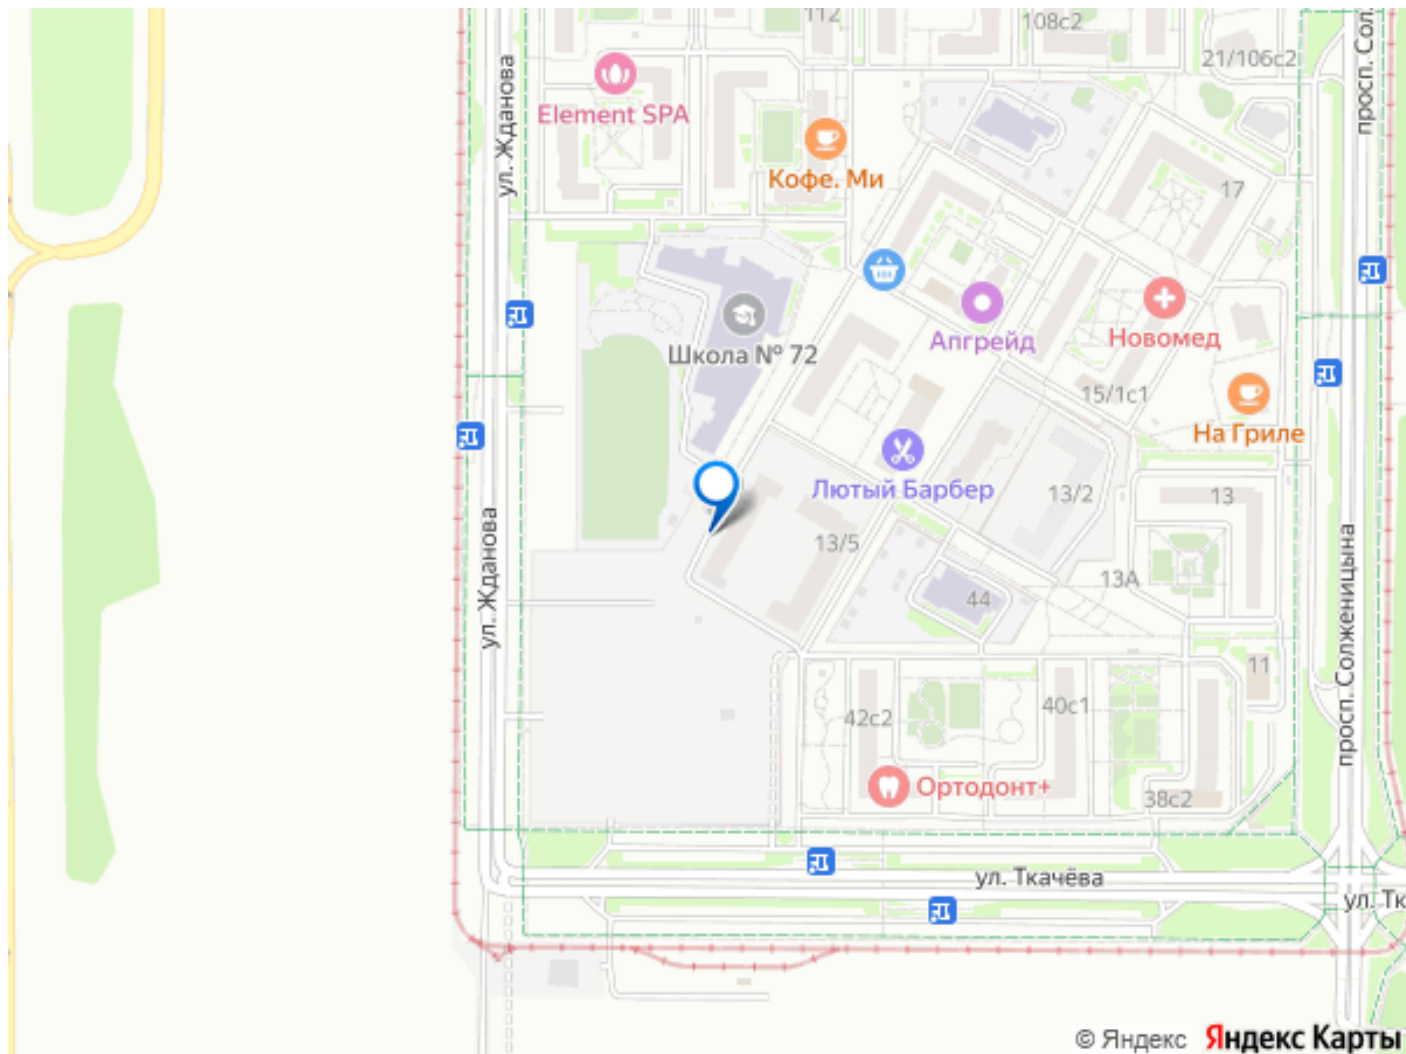 112
108с2
21/106с2
просп. Сол.
ул. Жданова
Element SPA
Кофе. Ми
17
Школа № 72
Апгрейд
Новомед
15/1с1
На Гриле
Лютый Барбер
13/2
13
13/5
13А
44
ул. Жданова
просп. Солженицына
11
42с2
40с1
Ортодонт+
38с2
ул. Ткачёва
ул. Тк
© Яндекс Яндекс Карты